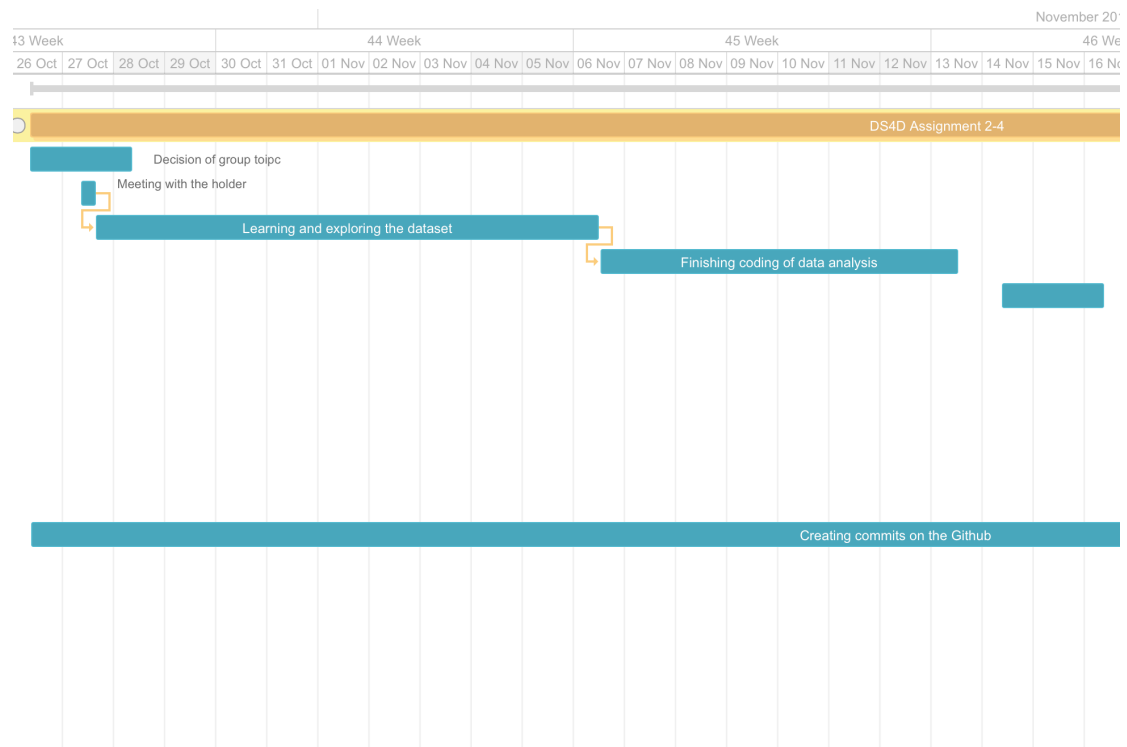 November 201
43 Week 44 Week 45 Week 46 We
26 Oct 27 Oct 28 Oct 29 Oct 30 Oct 31 Oct 01 Nov 02 Nov 03 Nov 04 Nov 05 Nov 06 Nov 07 Nov 08 Nov 09 Nov 10 Nov 11 Nov 12 Nov 13 Nov 14 Nov 15 Nov 16 No
DS4D Assignment 2-4
Decision of group toipc
Meeting with the holder
Learning and exploring the dataset
Finishing coding of data analysis
Creating commits on the Github